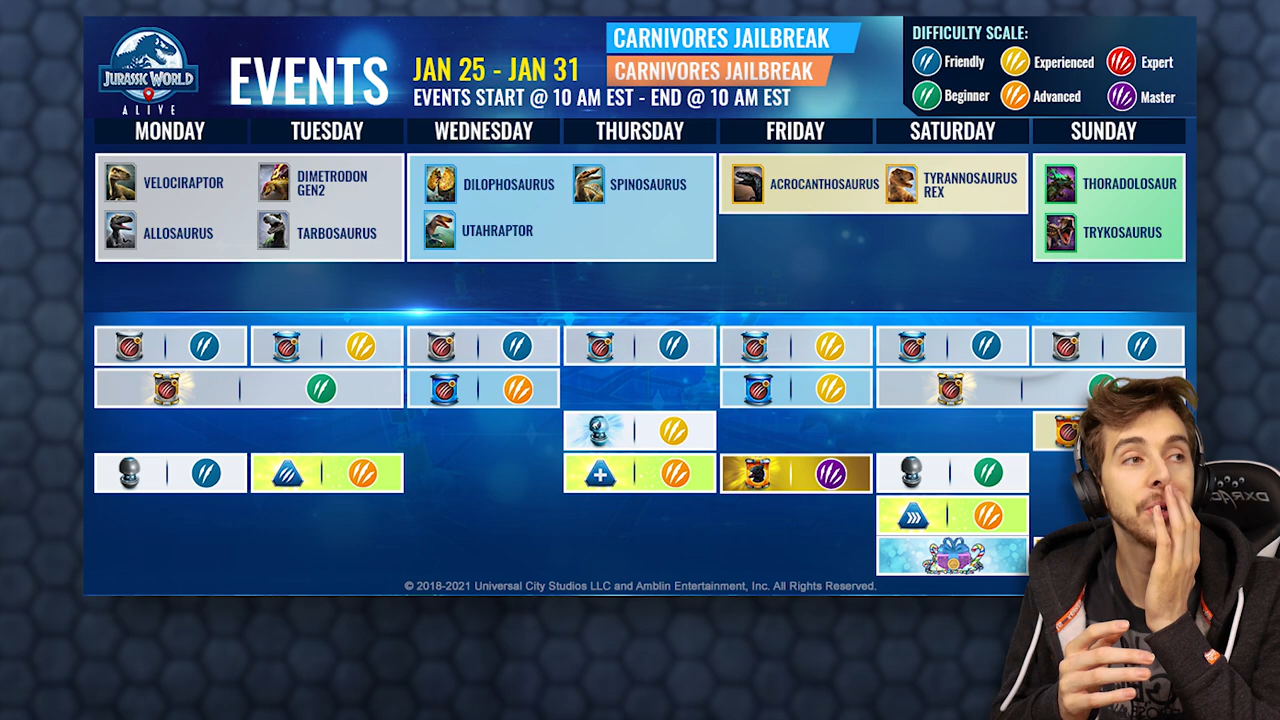 JURASSIC WORLD
ALIVE
EVENTS
JAN 25 - JAN 31
CARNIVORES JAILBREAK
CARNIVORES JAILBREAK
EVENTS START @ 10 AM EST - END @ 10 AM EST
DIFFICULTY SCALE:
Friendly
Experienced
Expert
Beginner
Advanced
Master
MONDAY
TUESDAY
WEDNESDAY
THURSDAY
FRIDAY
SATURDAY
SUNDAY
VELOCIRAPTOR
DIMETRODON
GEN2
ALLOSAURUS
TARBOSAURUS
DILOPHOSAURUS
SPINOSAURUS
UTAHRAPTOR
ACROCANTHOSAURUS
TYRANNOSAURUS
REX
THORADOLOSAUR
TRYKOSAURUS
© 2018-2021 Universal City Studios LLC and Amblin Entertainment, Inc. All Rights Reserved.